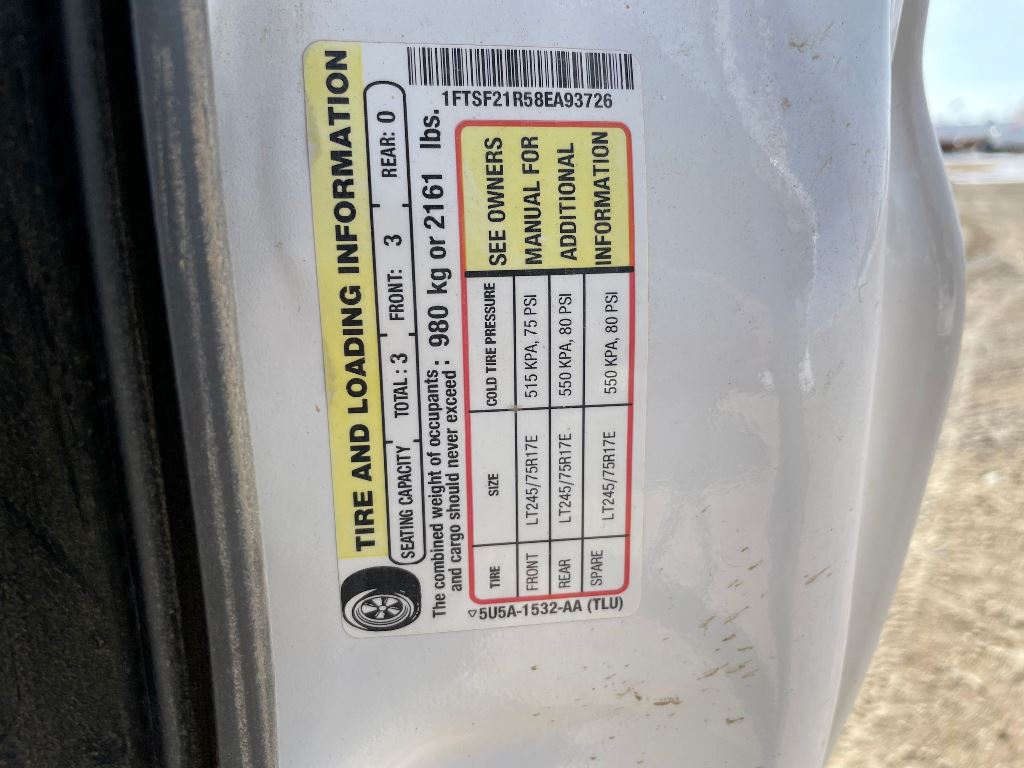 TIRE AND LOADING INFORMATION
SEATING CAPACITY TOTAL : 3 FRONT: 3 REAR: 0
The combined weight of occupants and cargo should never exceed : 980 kg or 2161 lbs.
1FTSF21R58EA93726
TIRE SIZE COLD TIRE PRESSURE
FRONT LT245/75R17E 515 KPA, 75 PSI
REAR LT245/75R17E 550 KPA, 80 PSI
SPARE LT245/75R17E 550 KPA, 80 PSI
SEE OWNERS
MANUAL FOR
ADDITIONAL
INFORMATION
5U5A-1532-AA (TLU)